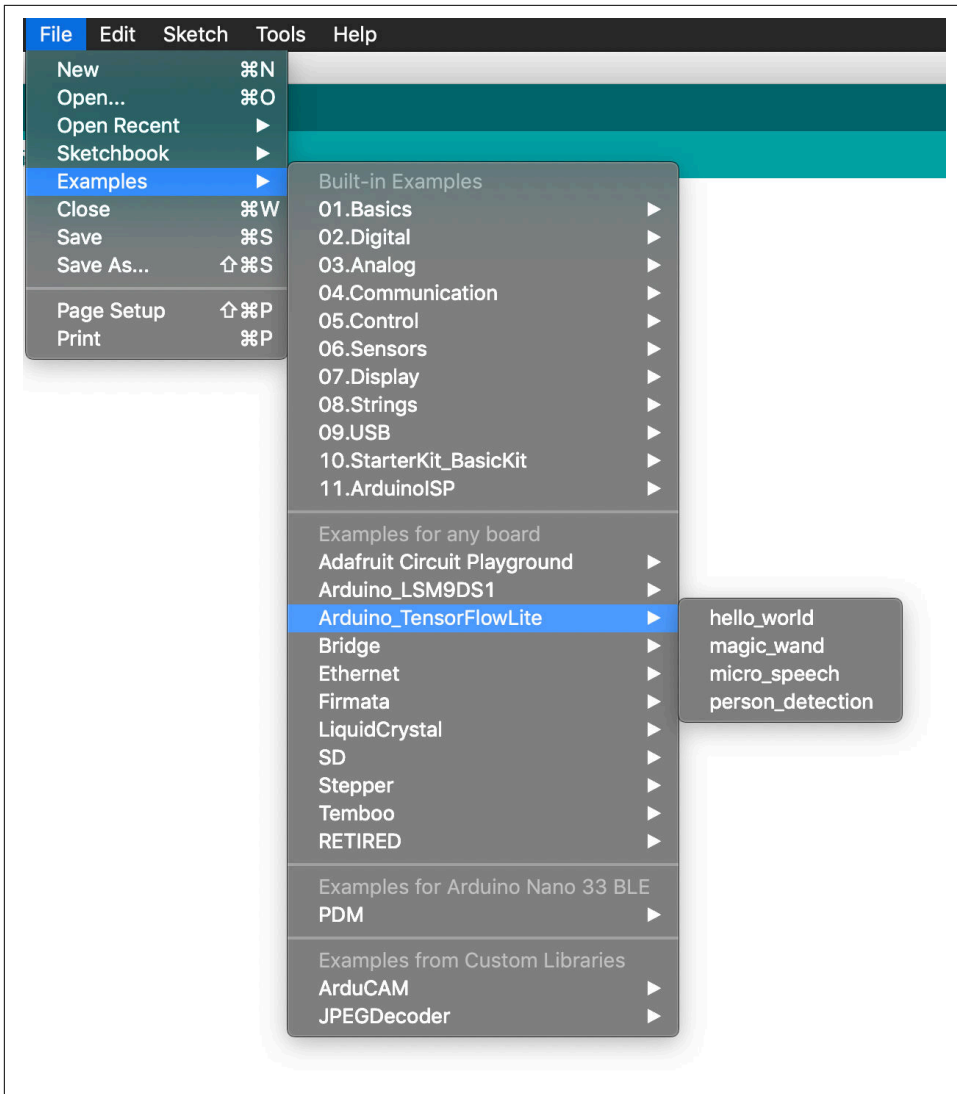 File Edit Sketch Tools Help
New ⌘N
Open... ⌘O
Open Recent ▶
Sketchbook ▶
Examples ▶
Close ⌘W
Save ⌘S
Save As... ⇧⌘S
Page Setup ⇧⌘P
Print ⌘P
Built-in Examples
01.Basics ▶
02.Digital ▶
03.Analog ▶
04.Communication ▶
05.Control ▶
06.Sensors ▶
07.Display ▶
08.Strings ▶
09.USB ▶
10.StarterKit_BasicKit ▶
11.ArduinoISP ▶
Examples for any board
Adafruit Circuit Playground ▶
Arduino_LSM9DS1 ▶
Arduino_TensorFlowLite ▶
Bridge ▶
Ethernet ▶
Firmata ▶
LiquidCrystal ▶
SD ▶
Stepper ▶
Temboo ▶
RETIRED ▶
Examples for Arduino Nano 33 BLE
PDM ▶
Examples from Custom Libraries
ArduCAM ▶
JPEGDecoder ▶
hello_world
magic_wand
micro_speech
person_detection